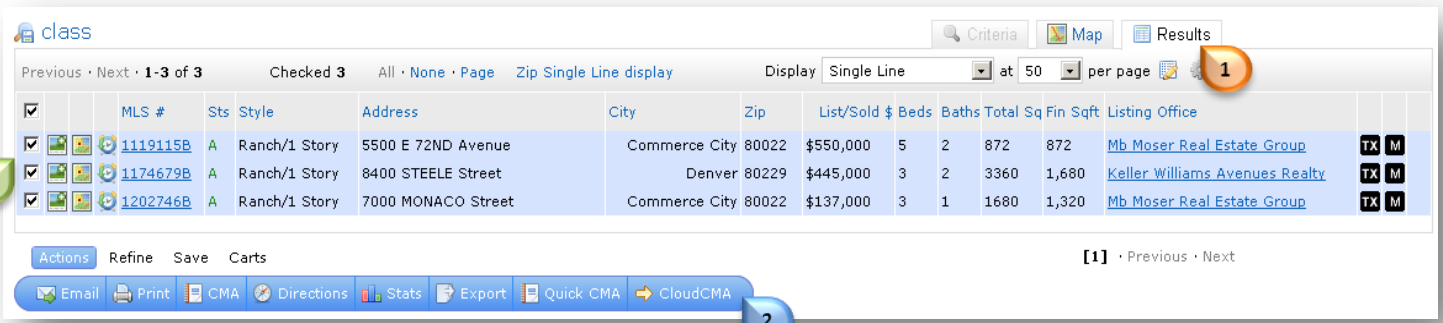 class Criteria Map Results
Previous · Next · 1-3 of 3 Checked 3 All · None · Page Zip Single Line display Display Single Line at 50 per page 1
MLS # Sts Style Address City Zip List/Sold $ Beds Baths Total Sq Fin Sqft Listing Office
1119115B A Ranch/1 Story 5500 E 72ND Avenue Commerce City 80022 $550,000 5 2 872 872 Mb Moser Real Estate Group TX M
1174679B A Ranch/1 Story 8400 STEELE Street Denver 80229 $445,000 3 2 3360 1,680 Keller Williams Avenues Realty TX M
1202746B A Ranch/1 Story 7000 MONACO Street Commerce City 80022 $137,000 3 1 1680 1,320 Mb Moser Real Estate Group TX M
Actions Refine Save Carts [1] · Previous · Next
Email Print CMA Directions Stats Export Quick CMA CloudCMA
2